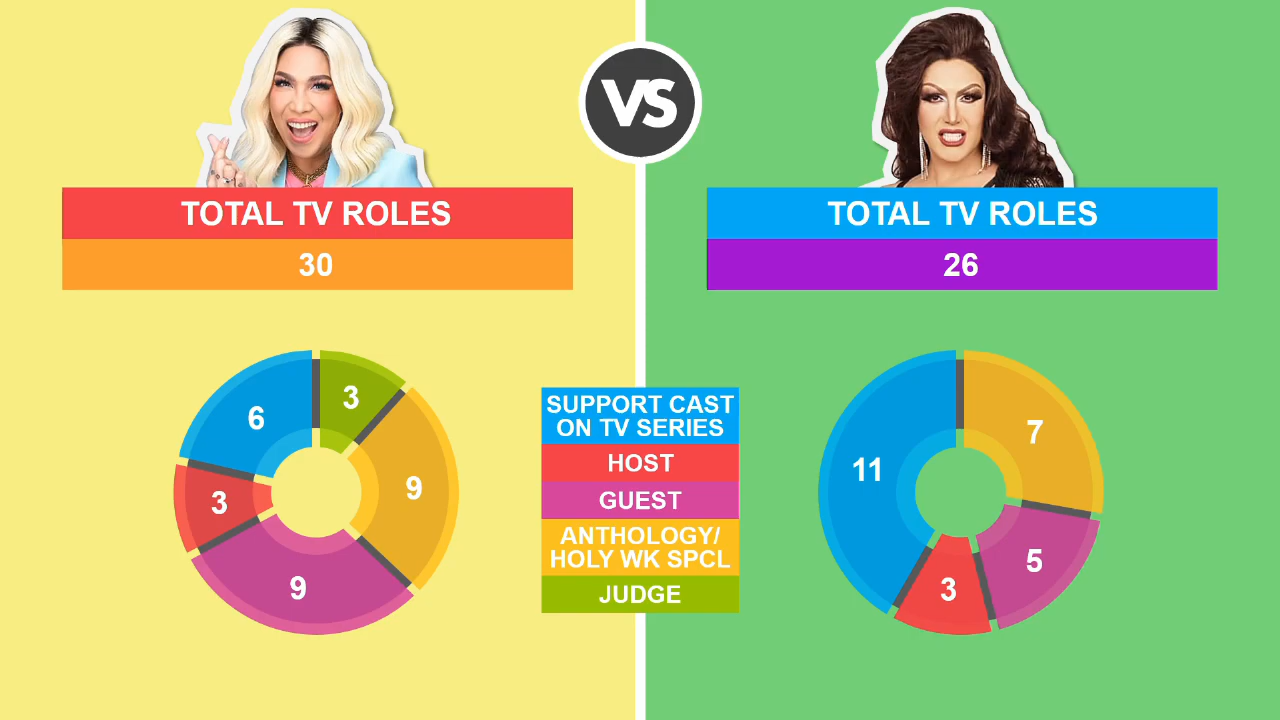 VS
TOTAL TV ROLES
30
TOTAL TV ROLES
26
6
3
9
3
9
SUPPORT CAST
ON TV SERIES
HOST
GUEST
ANTHOLOGY/
HOLY WK SPCL
JUDGE
11
7
5
3